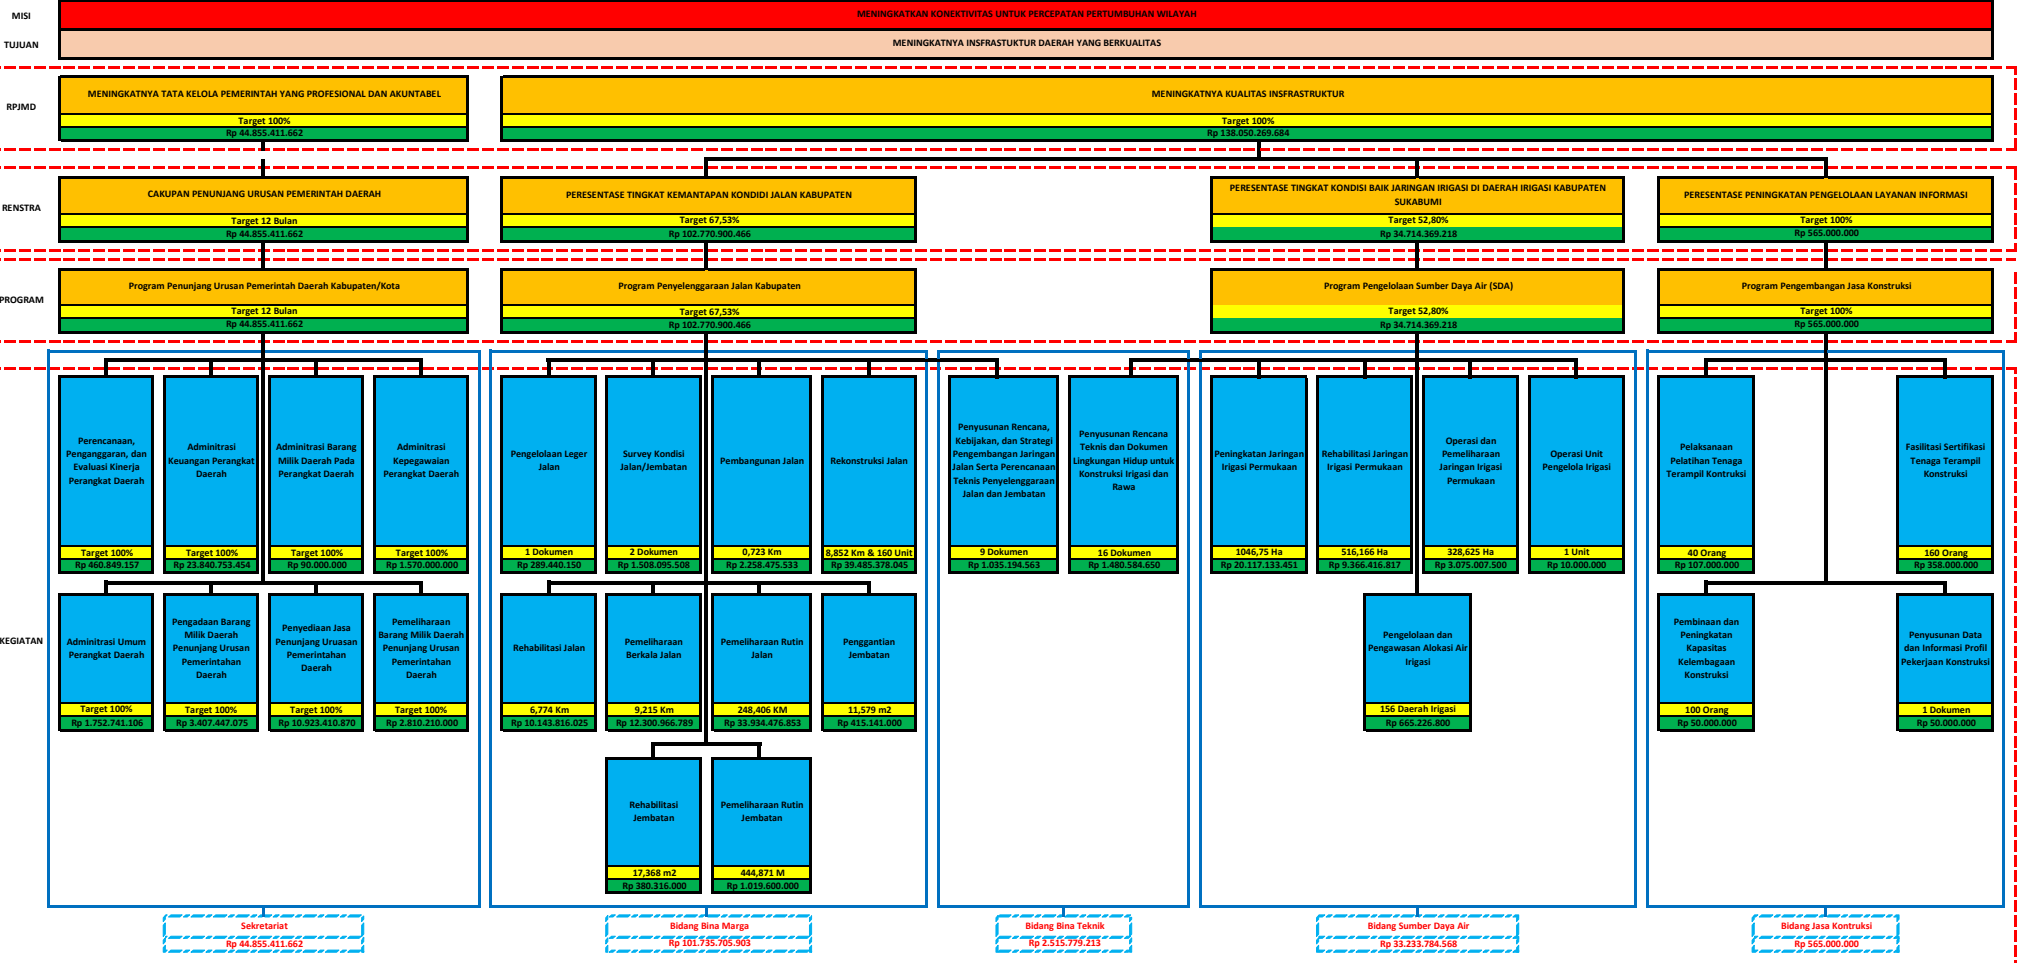 MISI
MENINGKATKAN KONEKTIVITAS UNTUK PERCEPATAN PERTUMBUHAN WILAYAH
TUJUAN
MENINGKATNYA INSFRASTUKTUR DAERAH YANG BERKUALITAS
RPJMD
MENINGKATNYA TATA KELOLA PEMERINTAH YANG PROFESIONAL DAN AKUNTABEL
Target 100%
Rp 44.855.411.662
MENINGKATNYA KUALITAS INSFRASTRUKTUR
Target 100%
Rp 138.050.269.684
RENSTRA
CAKUPAN PENUNJANG URUSAN PEMERINTAH DAERAH
Target 12 Bulan
Rp 44.855.411.662
PERESENTASE TINGKAT KEMANTAPAN KONDIDI JALAN KABUPATEN
Target 67,53%
Rp 102.770.900.466
PERESENTASE TINGKAT KONDISI BAIK JARINGAN IRIGASI DI DAERAH IRIGASI KABUPATEN
SUKABUMI
Target 52,80%
Rp 34.714.369.218
PERESENTASE PENINGKATAN PENGELOLAAN LAYANAN INFORMASI
Target 100%
Rp 565.000.000
PROGRAM
Program Penunjang Urusan Pemerintah Daerah Kabupaten/Kota
Target 12 Bulan
Rp 44.855.411.662
Program Penyelenggaraan Jalan Kabupaten
Target 67,53%
Rp 102.770.900.466
Program Pengelolaan Sumber Daya Air (SDA)
Target 52,80%
Rp 34.714.369.218
Program Pengembangan Jasa Konstruksi
Target 100%
Rp 565.000.000
KEGIATAN
Perencanaan,
Penganggaran, dan
Evaluasi Kinerja
Perangkat Daerah
Target 100%
Rp 460.849.157
Adminitrasi
Keuangan Perangkat
Daerah
Target 100%
Rp 23.840.753.454
Adminitrasi Barang
Milik Daerah Pada
Perangkat Daerah
Target 100%
Rp 90.000.000
Adminitrasi
Kepegawaian
Perangkat Daerah
Target 100%
Rp 1.570.000.000
Pengelolaan Leger
Jalan
1 Dokumen
Rp 289.440.150
Survey Kondisi
Jalan/Jembatan
2 Dokumen
Rp 1.508.095.508
Pembangunan Jalan
0,723 Km
Rp 2.258.475.533
Rekonstruksi Jalan
8,852 Km & 160 Unit
Rp 39.485.378.045
Penyusunan Rencana,
Kebijakan, dan Strategi
Pengembangan Jaringan
Jalan Serta Perencanaan
Teknis Penyelenggaraan
Jalan dan Jembatan
9 Dokumen
Rp 1.035.194.563
Penyusunan Rencana
Teknis dan Dokumen
Lingkungan Hidup untuk
Konstruksi Irigasi dan
Rawa
16 Dokumen
Rp 1.480.584.650
Peningkatan Jaringan
Irigasi Permukaan
1046,75 Ha
Rp 20.117.133.451
Rehabilitasi Jaringan
Irigasi Permukaan
516,166 Ha
Rp 9.366.416.817
Operasi dan
Pemeliharaan
Jaringan Irigasi
Permukaan
328,625 Ha
Rp 3.075.007.500
Operasi Unit
Pengelola Irigasi
1 Unit
Rp 10.000.000
Pelaksanaan
Pelatihan Tenaga
Terampil Kontruksi
40 Orang
Rp 107.000.000
Fasilitasi Sertifikasi
Tenaga Terampil
Konstruksi
160 Orang
Rp 358.000.000
Adminitrasi Umum
Perangkat Daerah
Target 100%
Rp 1.752.741.106
Pengadaan Barang
Milik Daerah
Penunjang Urusan
Pemerintahan
Daerah
Target 100%
Rp 3.407.447.075
Penyediaan Jasa
Penunjang Uruasan
Pemerintahan
Daerah
Target 100%
Rp 10.923.410.870
Pemeliharaan
Barang Milik Daerah
Penunjang Urusan
Pemerintahan
Daerah
Target 100%
Rp 2.810.210.000
Rehabilitasi Jalan
6,774 Km
Rp 10.143.816.025
Pemeliharaan
Berkala Jalan
9,215 Km
Rp 12.300.966.789
Pemeliharaan Rutin
Jalan
248,406 KM
Rp 33.934.476.853
Penggantian
Jembatan
11,579 m2
Rp 415.141.000
Pengelolaan dan
Pengawasan Alokasi Air
Irigasi
156 Daerah Irigasi
Rp 665.226.800
Pembinaan dan
Peningkatan
Kapasitas
Kelembagaan
Konstruksi
100 Orang
Rp 50.000.000
Penyusunan Data
dan Informasi Profil
Pekerjaan Konstruksi
1 Dokumen
Rp 50.000.000
Rehabilitasi
Jembatan
17,368 m2
Rp 380.316.000
Pemeliharaan Rutin
Jembatan
444,871 M
Rp 1.019.600.000
Sekretariat
Rp 44.855.411.662
Bidang Bina Marga
Rp 101.735.705.903
Bidang Bina Teknik
Rp 2.515.779.213
Bidang Sumber Daya Air
Rp 33.233.784.568
Bidang Jasa Kontruksi
Rp 565.000.000